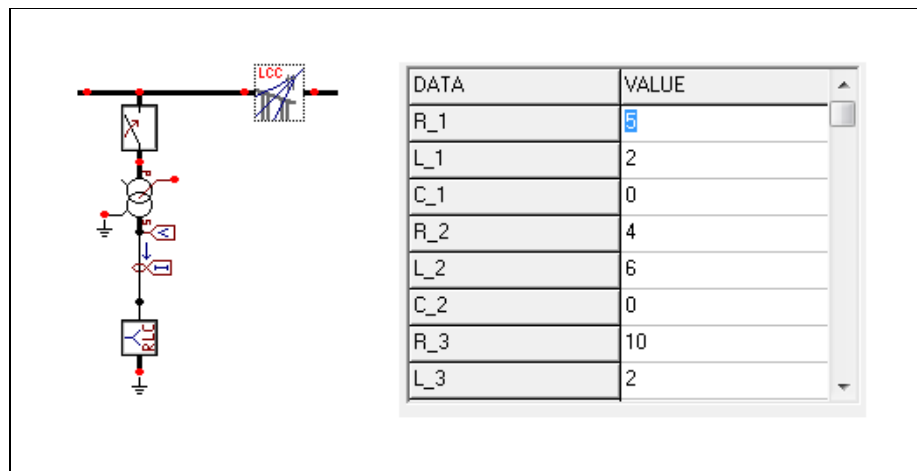 LCC
P
S
V
I
RLC
DATA VALUE
R_1 5
L_1 2
C_1 0
R_2 4
L_2 6
C_2 0
R_3 10
L_3 2